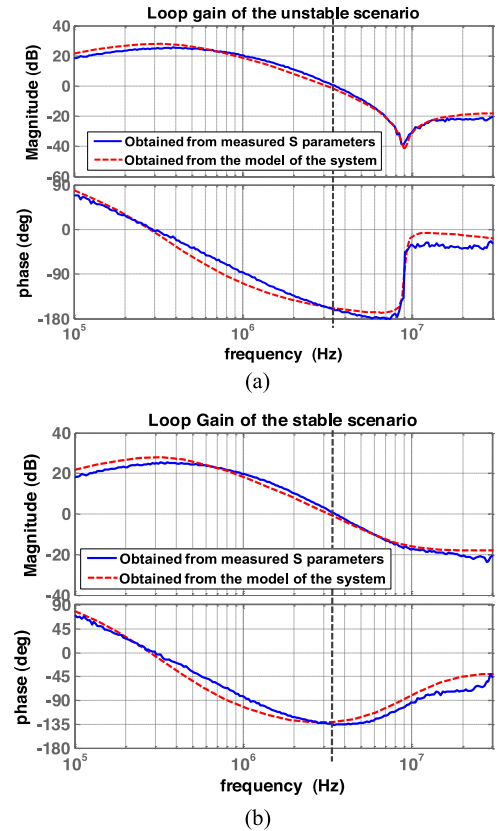 Loop gain of the unstable scenario
Magnitude (dB)
40
20
0
-20
-40
-60
Obtained from measured S parameters
Obtained from the model of the system
phase (deg)
90
0
-90
-180
10^5
10^6
10^7
frequency (Hz)
(a)
Loop Gain of the stable scenario
Magnitude (dB)
40
20
0
-20
-40
Obtained from measured S parameters
Obtained from the model of the system
phase (deg)
90
45
0
-45
-90
-135
-180
10^5
10^6
10^7
frequency (Hz)
(b)